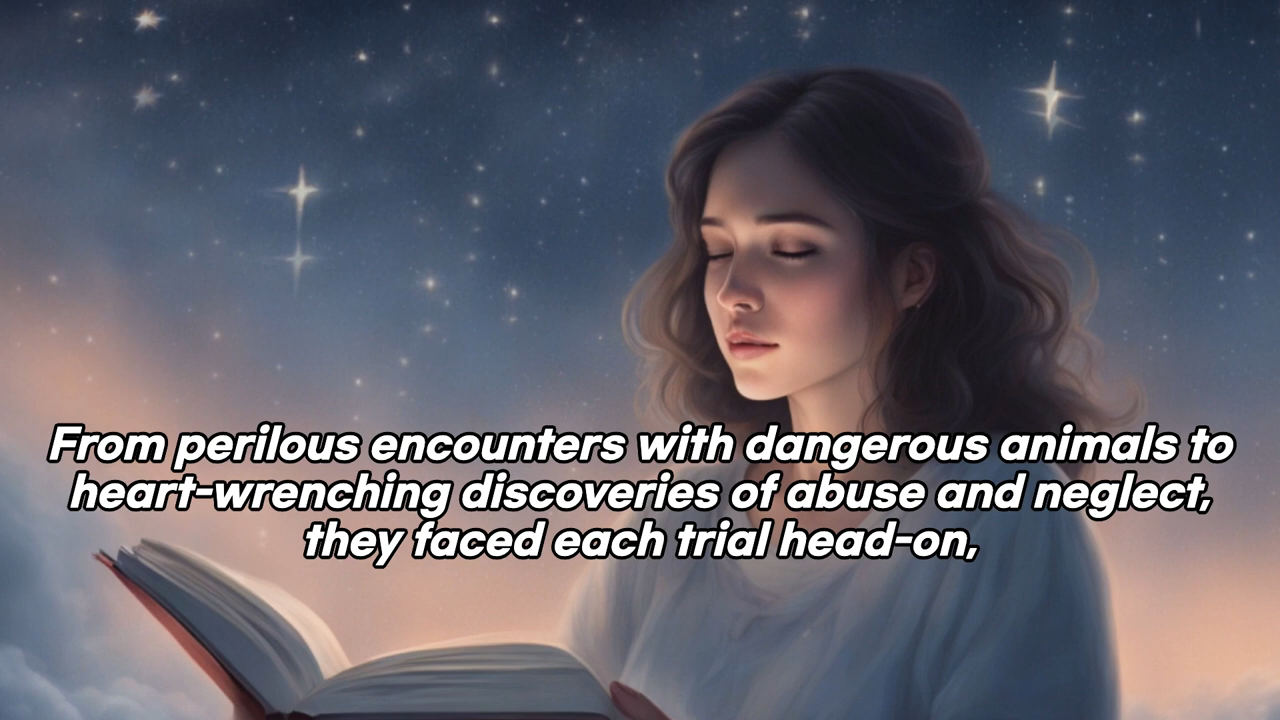 From perilous encounters with dangerous animals to
heart-wrenching discoveries of abuse and neglect,
they faced each trial head-on,